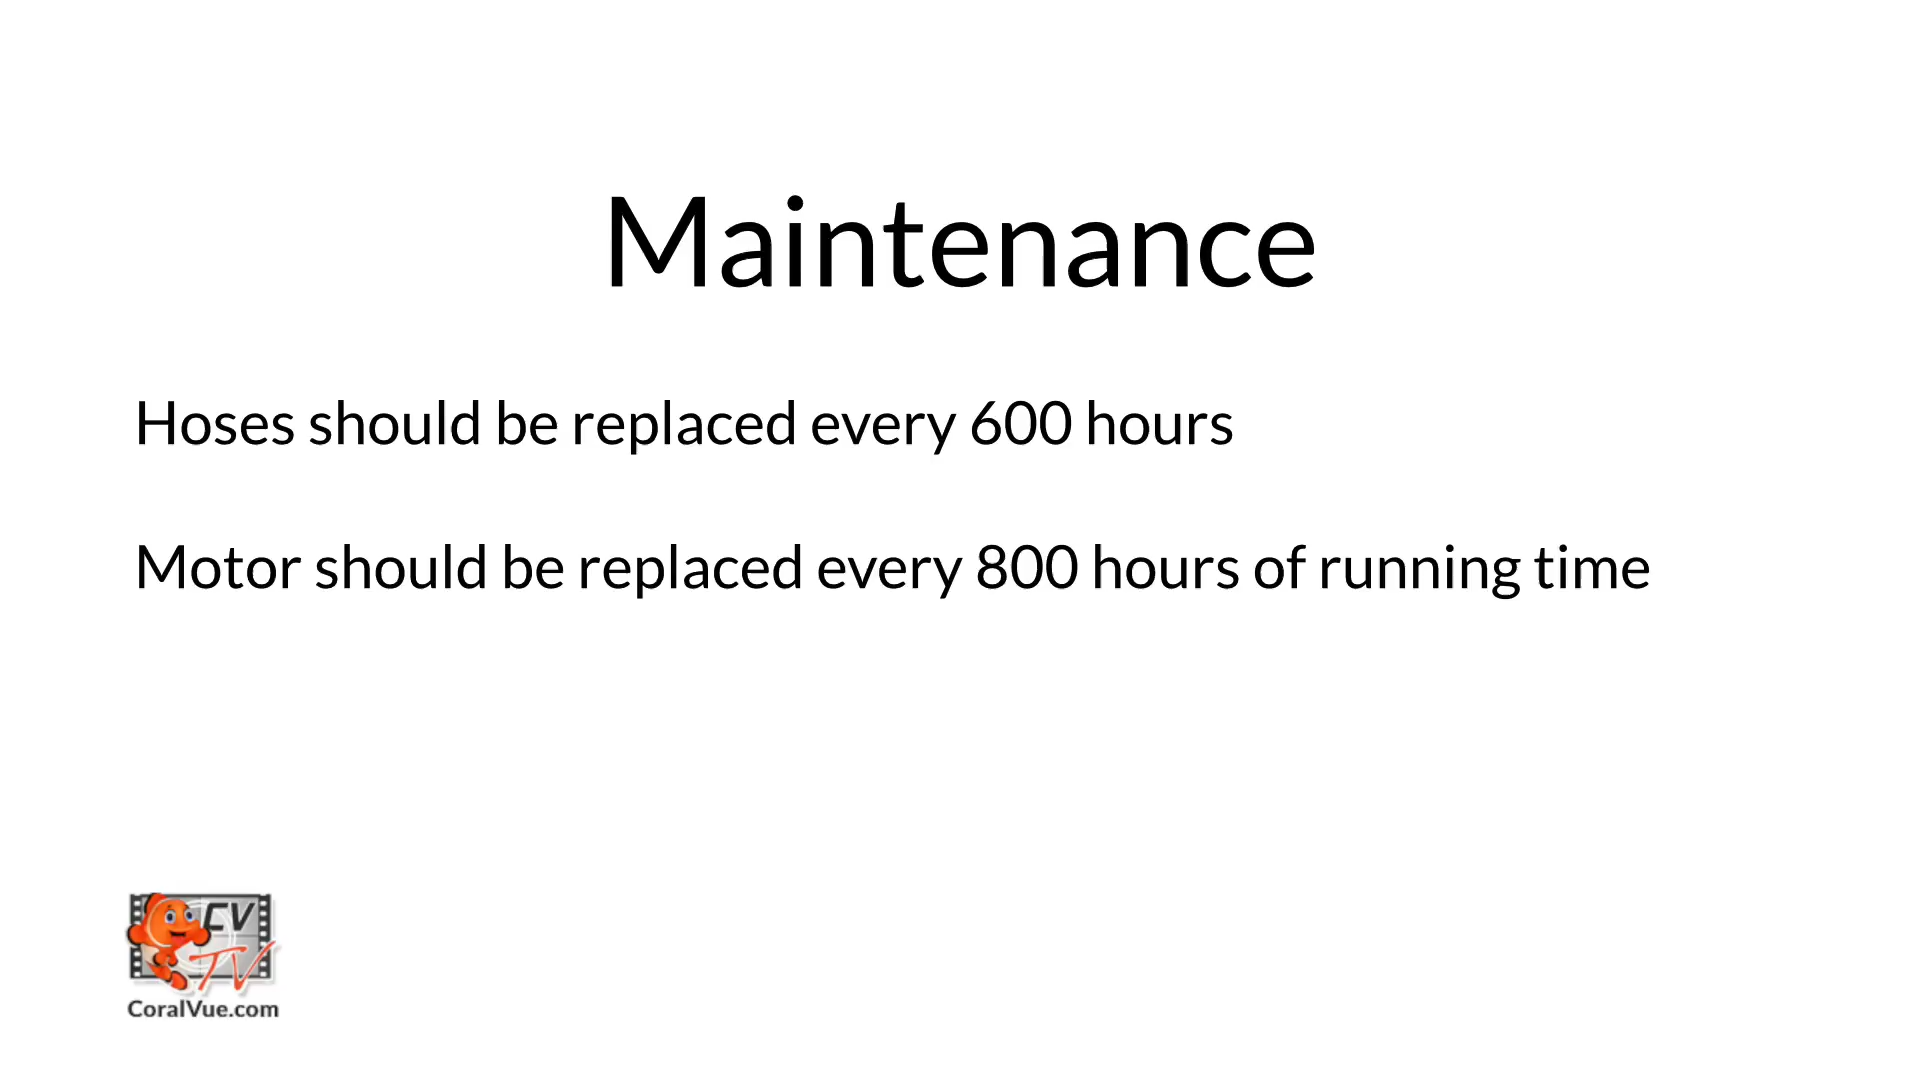 Maintenance
Hoses should be replaced every 600 hours
Motor should be replaced every 800 hours of running time
CV
TV
CoralVue.com